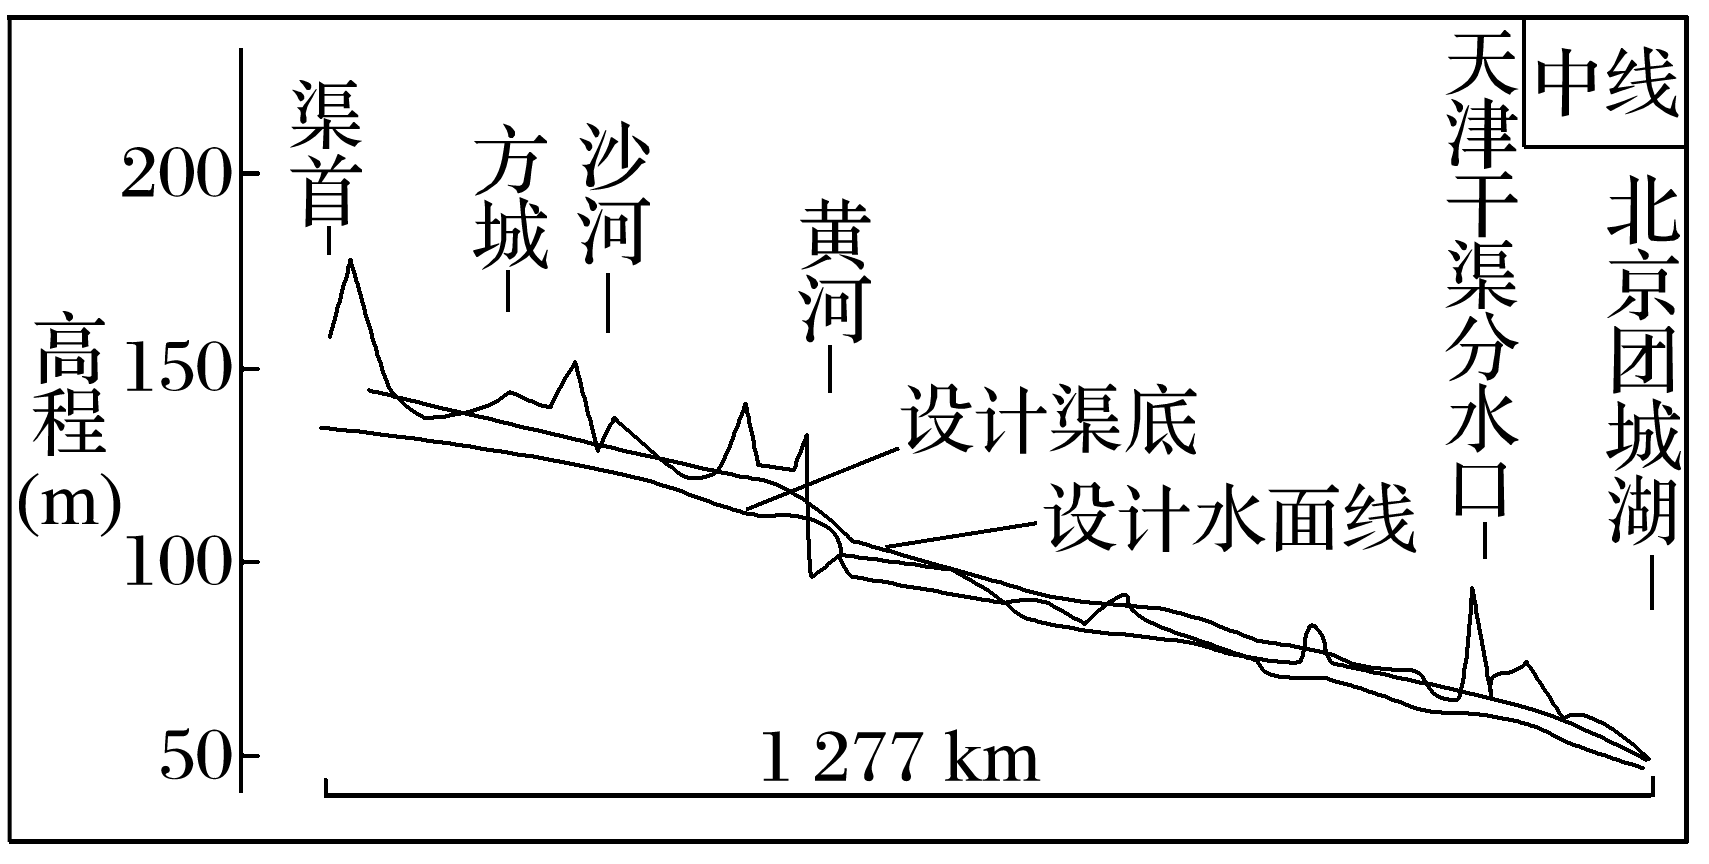 中线
渠首
方城
沙河
黄河
天津干渠分水口
北京团城湖
高程
(m)
200
150
100
50
设计渠底
设计水面线
1 277 km